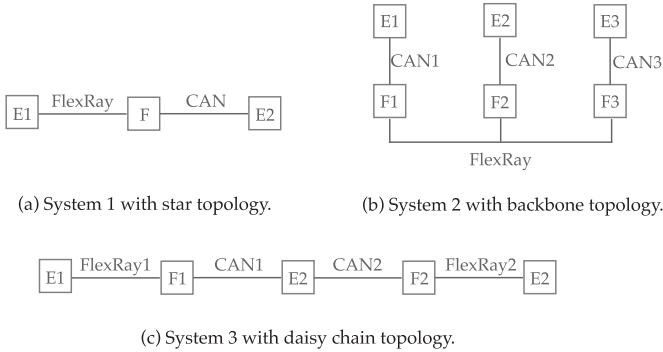 E1 FlexRay F CAN E2
(a) System 1 with star topology.
E1 E2 E3
CAN1 CAN2 CAN3
F1 F2 F3
FlexRay
(b) System 2 with backbone topology.
E1 FlexRay1 F1 CAN1 E2 CAN2 F2 FlexRay2 E2
(c) System 3 with daisy chain topology.